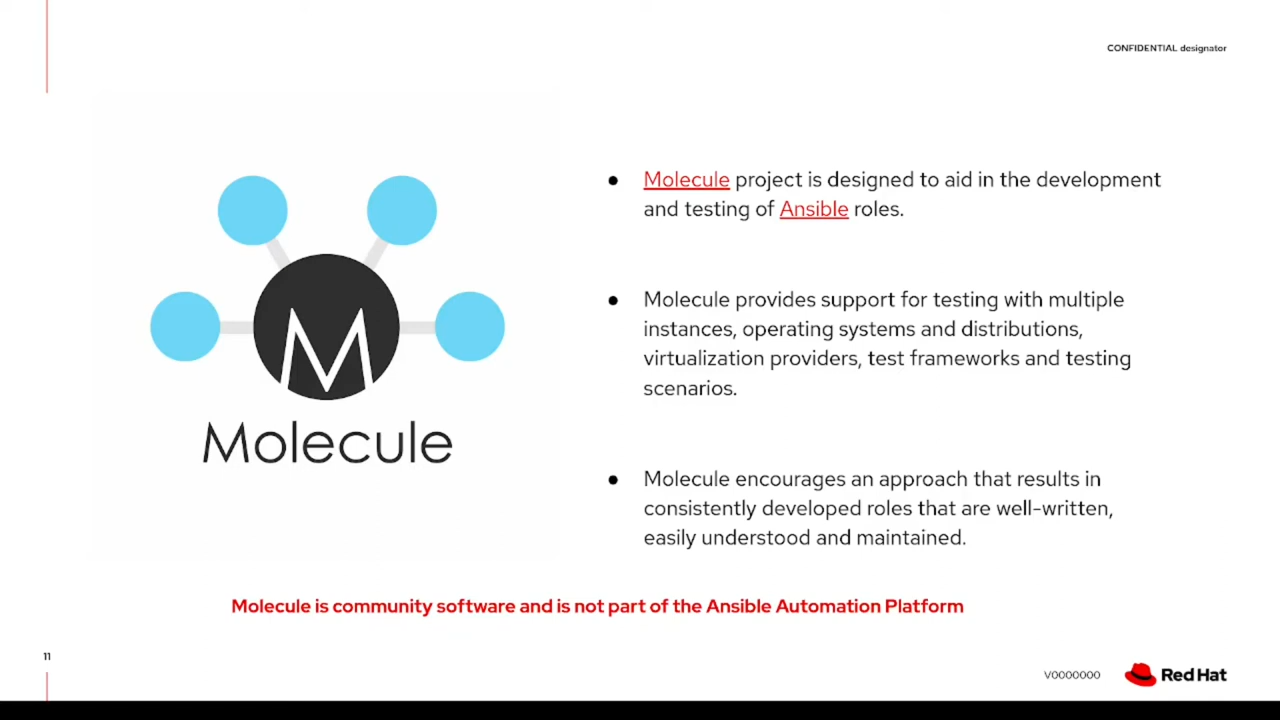 CONFIDENTIAL designator
M
Molecule
● Molecule project is designed to aid in the development
and testing of Ansible roles.
● Molecule provides support for testing with multiple
instances, operating systems and distributions,
virtualization providers, test frameworks and testing
scenarios.
● Molecule encourages an approach that results in
consistently developed roles that are well-written,
easily understood and maintained.
Molecule is community software and is not part of the Ansible Automation Platform
11
V0000000
Red Hat